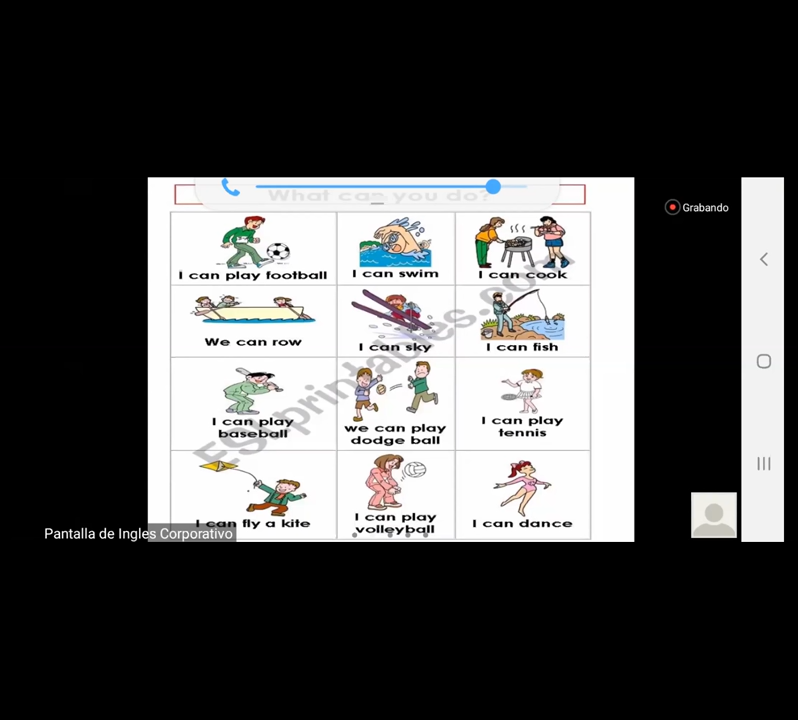 What can you do?
Grabando
I can play football
I can swim
I can cook
We can row
I can sky
I can fish
I can play
baseball
we can play
dodge ball
I can play
tennis
I can fly a kite
I can play
volleyball
I can dance
ESLprintables.com
Pantalla de Ingles Corporativo